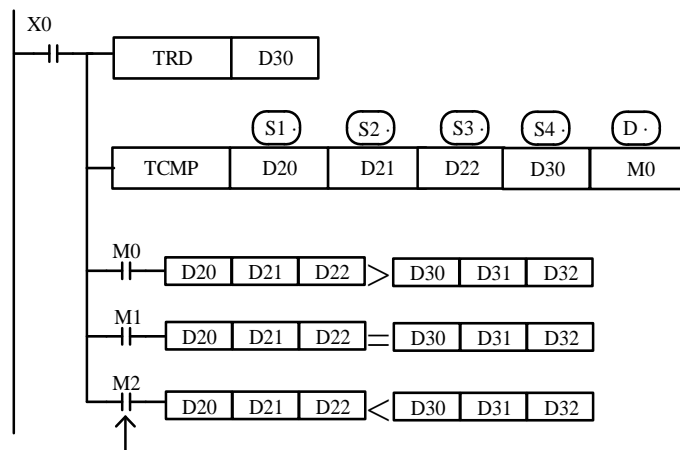 X0
TRD D30
S1 · S2 · S3 · S4 · D ·
TCMP D20 D21 D22 D30 M0
M0
D20 D21 D22 > D30 D31 D32
M1
D20 D21 D22 = D30 D31 D32
M2
D20 D21 D22 < D30 D31 D32